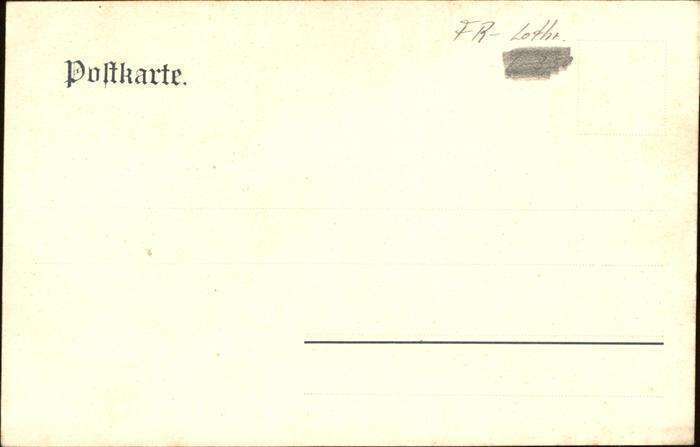 FR- Lothr.
Postkarte.